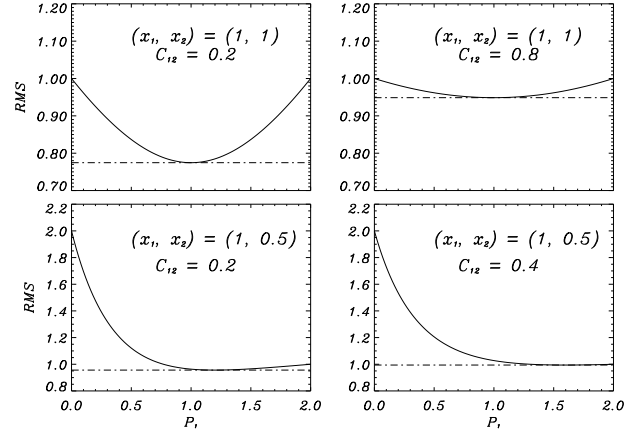 1.20
1.10
1.00
0.90
0.80
0.70
RMS
(x₁, x₂) = (1, 1)
C₁₂ = 0.2
1.20
1.10
1.00
0.90
0.80
0.70
(x₁, x₂) = (1, 1)
C₁₂ = 0.8
2.2
2.0
1.8
1.6
1.4
1.2
1.0
0.8
RMS
(x₁, x₂) = (1, 0.5)
C₁₂ = 0.2
0.0 0.5 1.0 1.5 2.0
P₁
2.2
2.0
1.8
1.6
1.4
1.2
1.0
0.8
(x₁, x₂) = (1, 0.5)
C₁₂ = 0.4
0.0 0.5 1.0 1.5 2.0
P₁